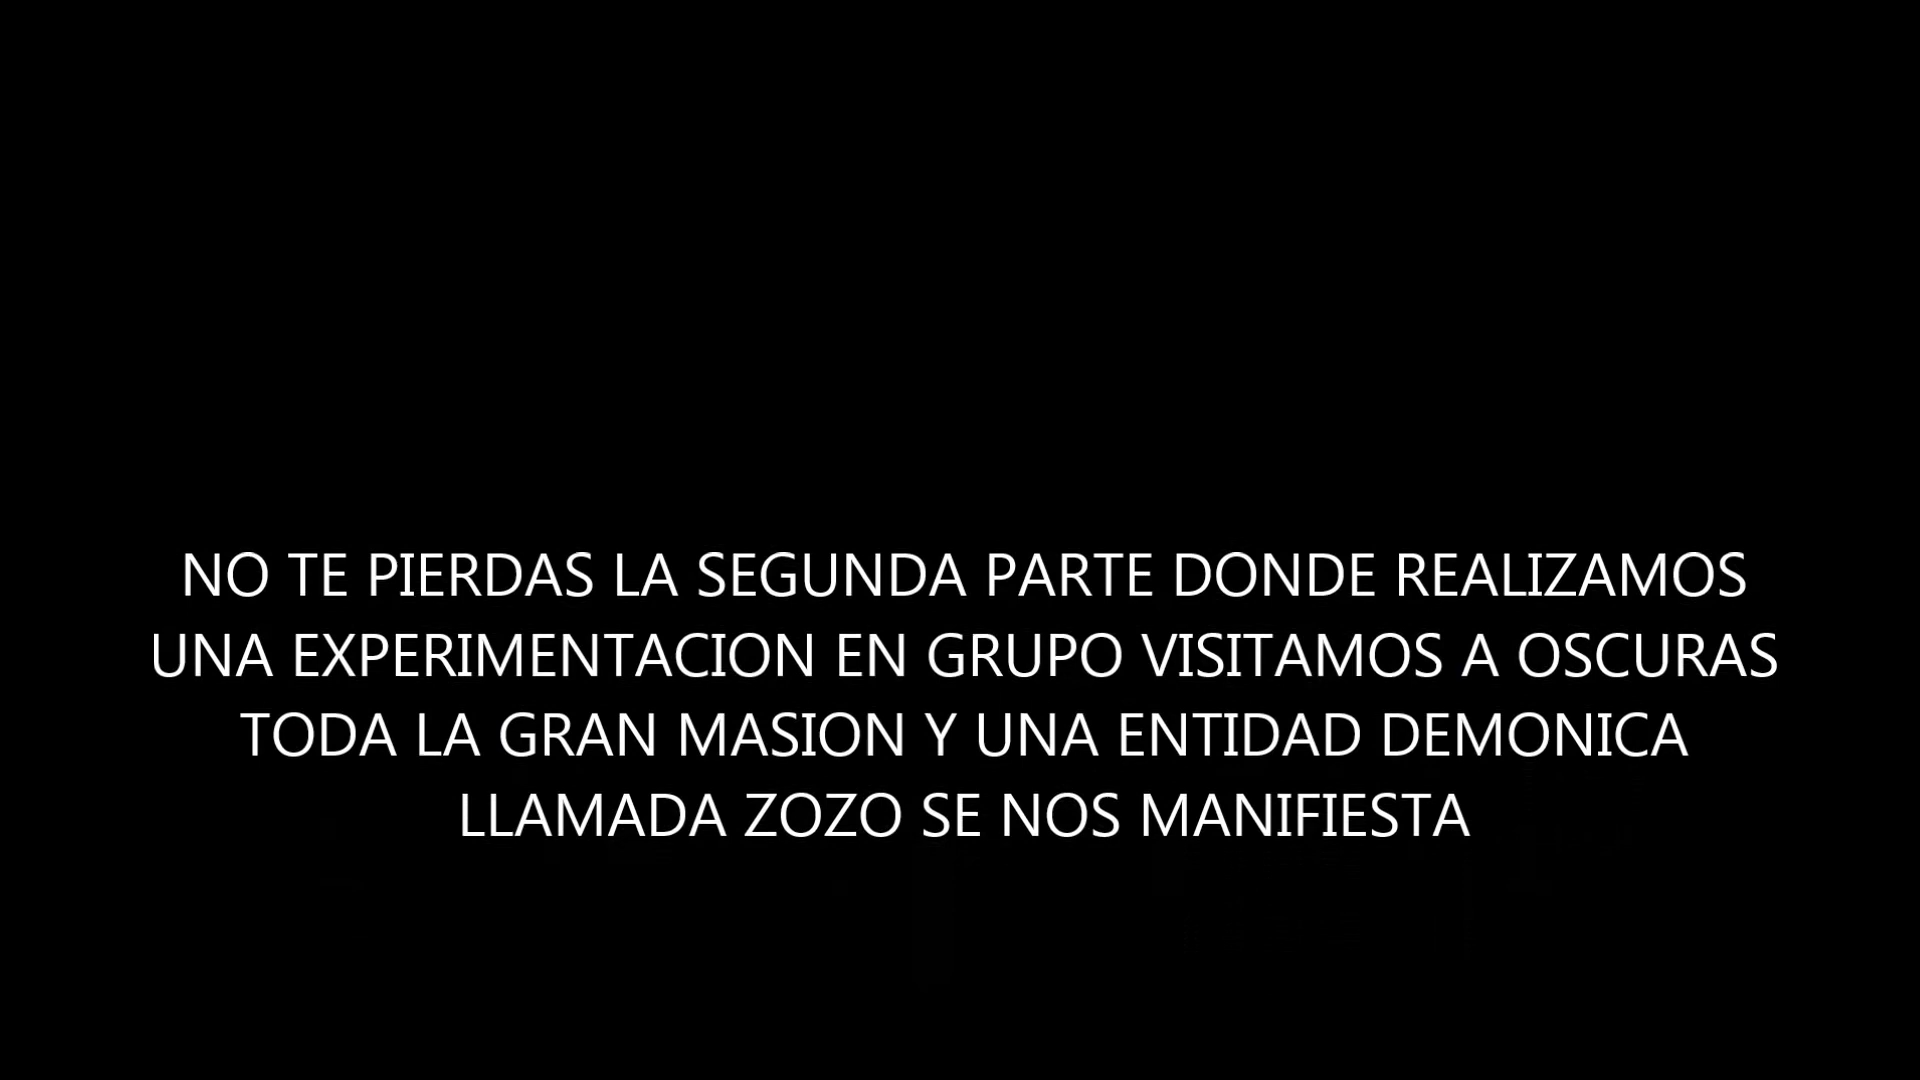 NO TE PIERDAS LA SEGUNDA PARTE DONDE REALIZAMOS
UNA EXPERIMENTACION EN GRUPO VISITAMOS A OSCURAS
TODA LA GRAN MASION Y UNA ENTIDAD DEMONICA
LLAMADA ZOZO SE NOS MANIFIESTA